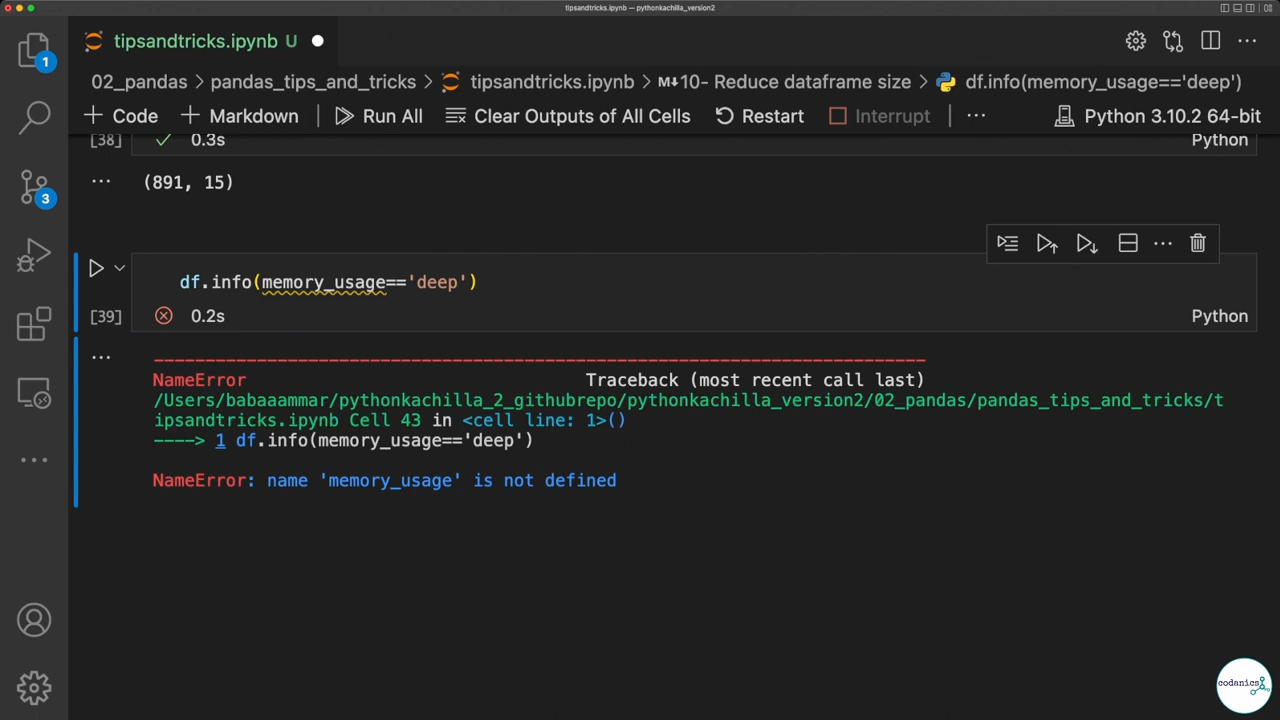 tipsandtricks.ipynb — pythonkachilla_version2
tipsandtricks.ipynb U
1
02_pandas > pandas_tips_and_tricks > tipsandtricks.ipynb > M↓10- Reduce dataframe size > df.info(memory_usage=='deep')
+ Code + Markdown | Run All Clear Outputs of All Cells Restart Interrupt | ... Python 3.10.2 64-bit
[38] ✓ 0.3s Python
... (891, 15)
3
df.info(memory_usage=='deep')
[39] 0.2s Python
...
---------------------------------------------------------------------------
NameError Traceback (most recent call last)
/Users/babaaammar/pythonkachilla_2_githubrepo/pythonkachilla_version2/02_pandas/pandas_tips_and_tricks/t
ipsandtricks.ipynb Cell 43 in <cell line: 1>()
----> 1 df.info(memory_usage=='deep')
NameError: name 'memory_usage' is not defined
codanics